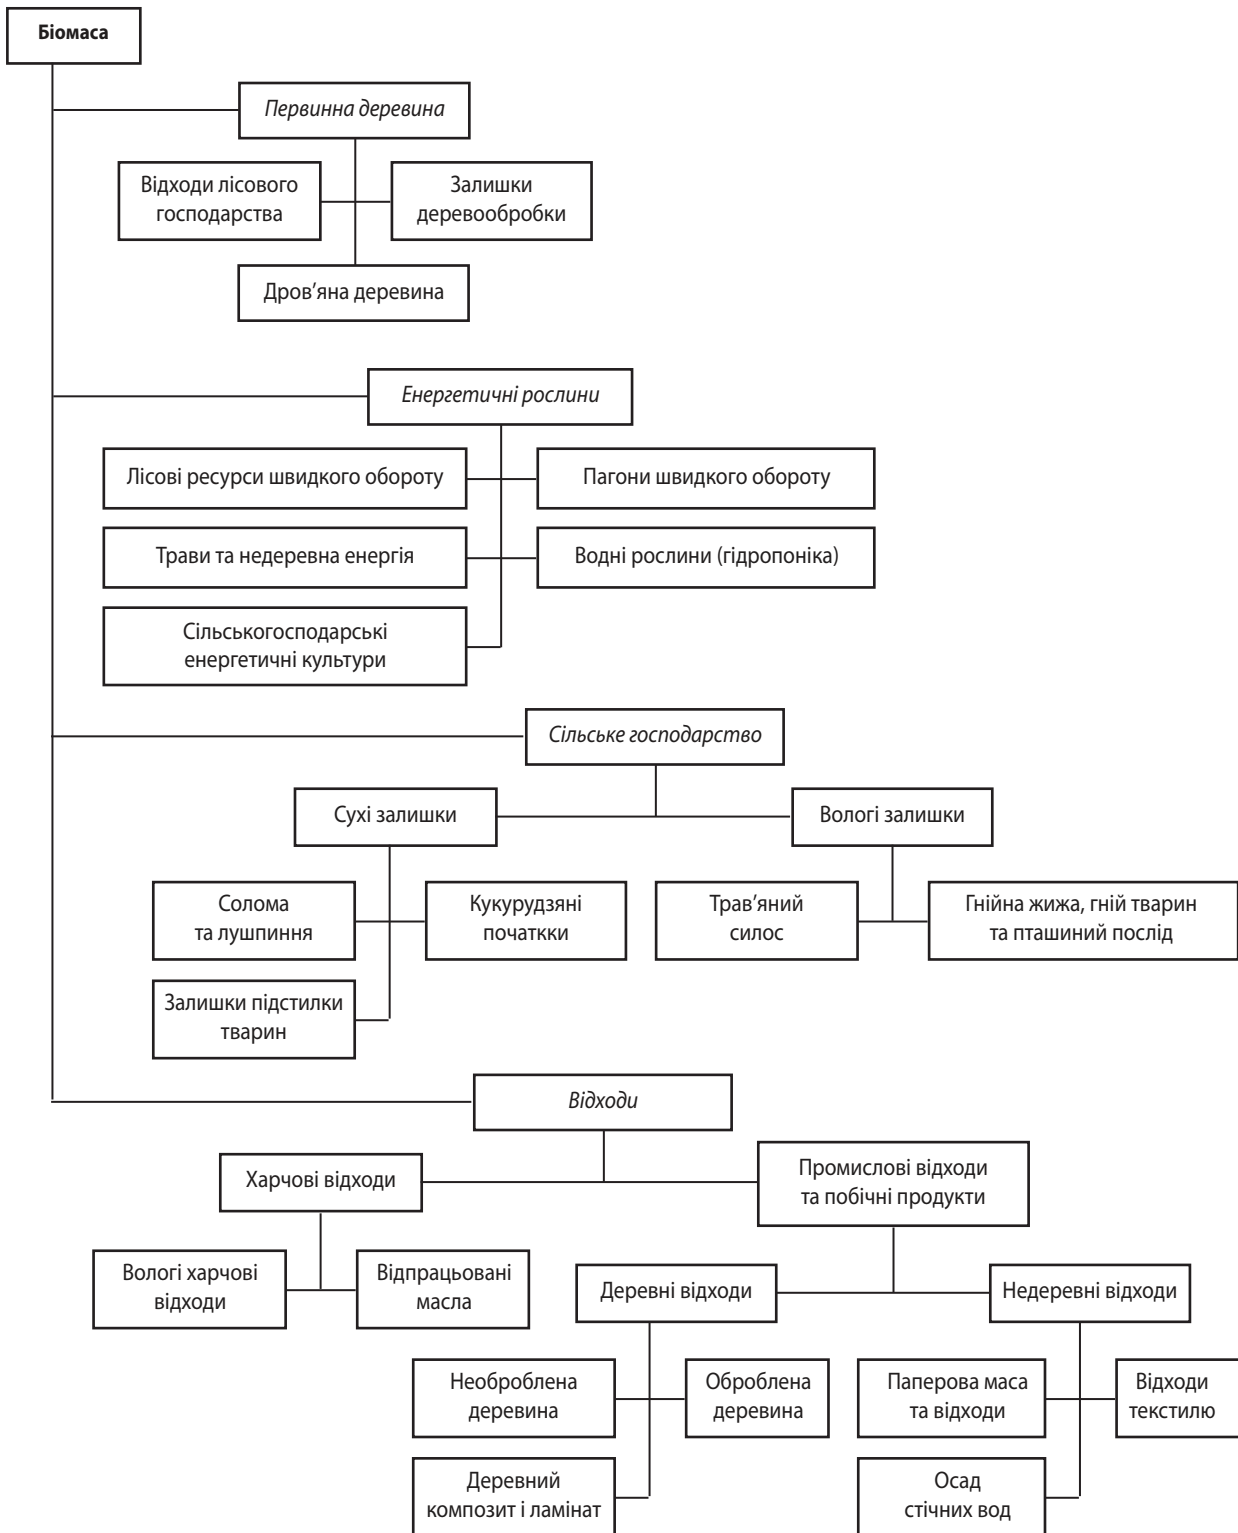 Біомаса
Первинна деревина
Відходи лісового
господарства
Залишки
деревообробки
Дров’яна деревина
Енергетичні рослини
Лісові ресурси швидкого обороту
Пагони швидкого обороту
Трави та недеревна енергія
Водні рослини (гідропоніка)
Сільськогосподарські
енергетичні культури
Сільське господарство
Сухі залишки
Вологі залишки
Солома
та лушпиння
Кукурудзяні
початкки
Трав’яний
силос
Гнійна жижа, гній тварин
та пташиний послід
Залишки підстилки
тварин
Відходи
Харчові відходи
Промислові відходи
та побічні продукти
Вологі харчові
відходи
Відпрацьовані
масла
Деревні відходи
Недеревні відходи
Необроблена
деревина
Оброблена
деревина
Паперова маса
та відходи
Відходи
текстилю
Деревний
композит і ламінат
Осад
стічних вод